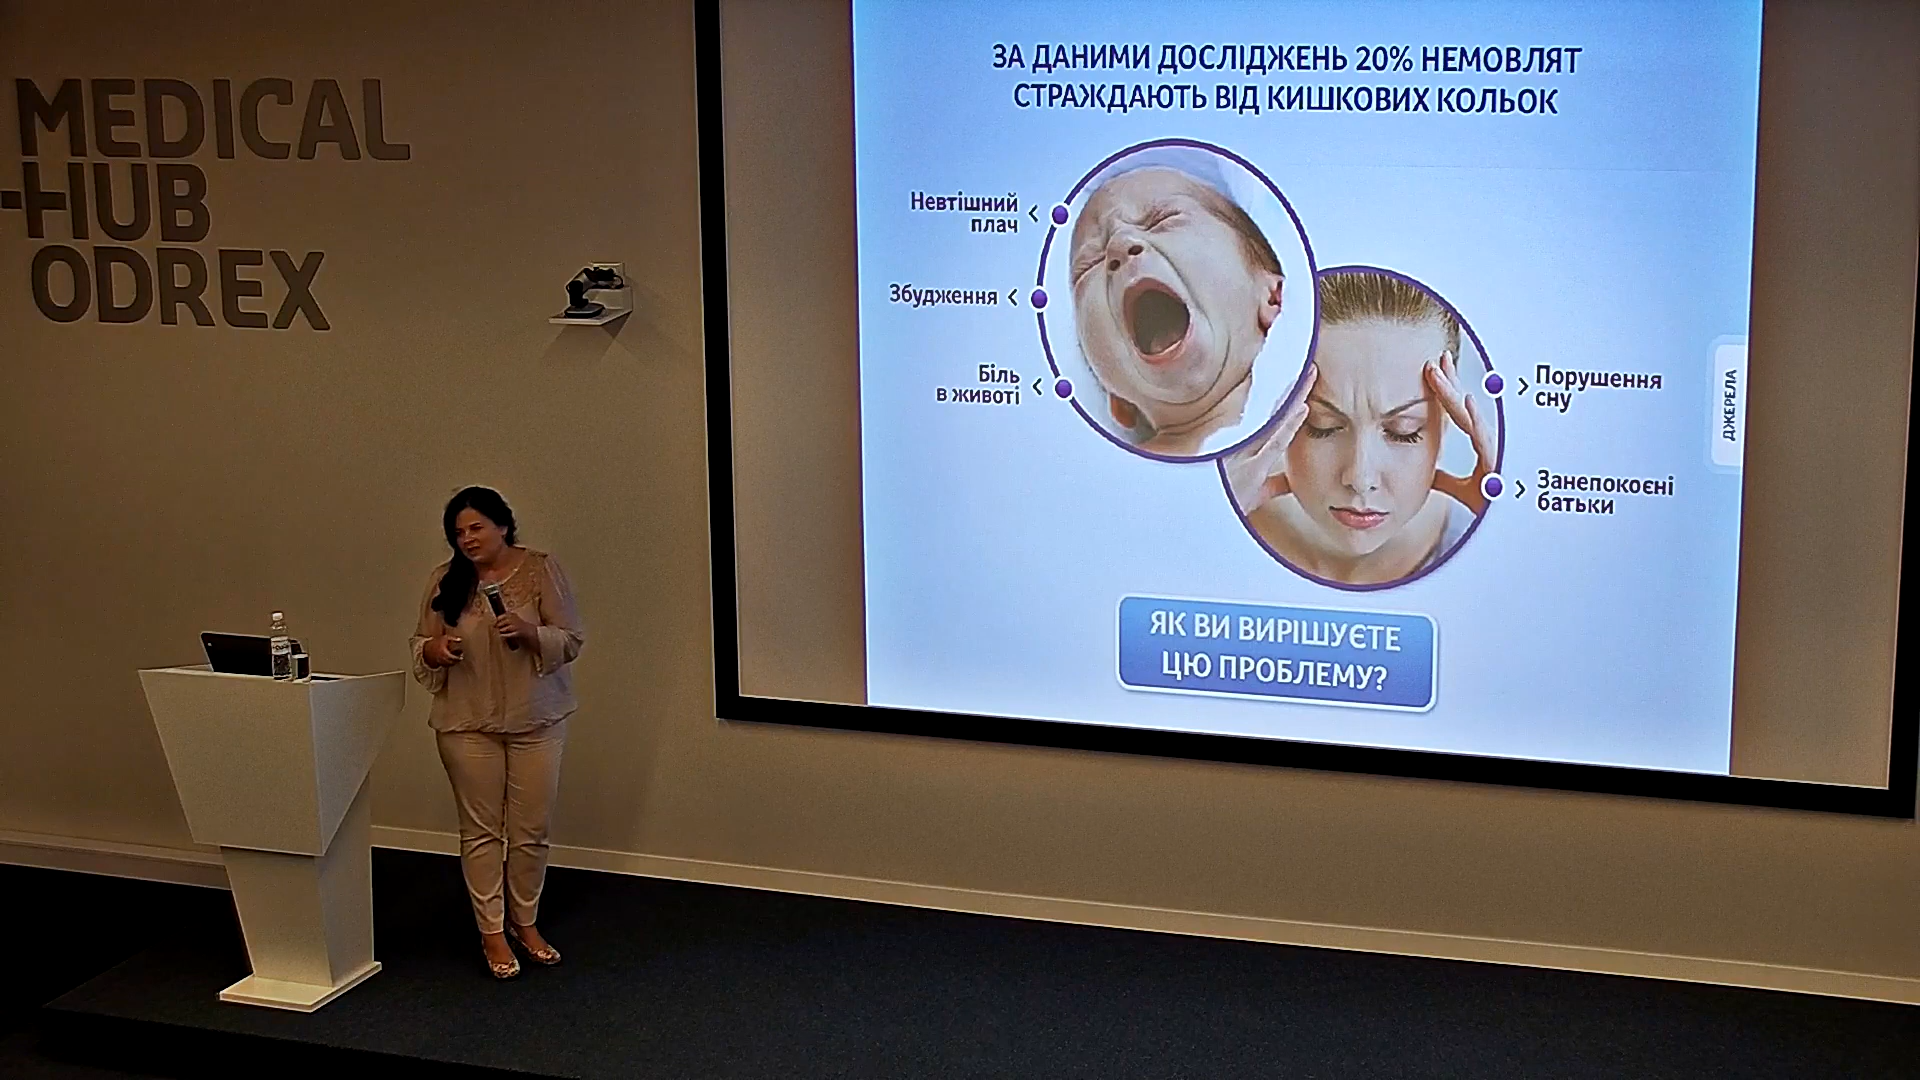 MEDICAL
HUB
ODREX
ЗА ДАНИМИ ДОСЛІДЖЕНЬ 20% НЕМОВЛЯТ
СТРАЖДАЮТЬ ВІД КИШКОВИХ КОЛЬОК
Невтішний
плач
Збудження
Біль
в животі
Порушення
сну
Занепокоєні
батьки
ДЖЕРЕЛА
ЯК ВИ ВИРІШУЄТЕ
ЦЮ ПРОБЛЕМУ?